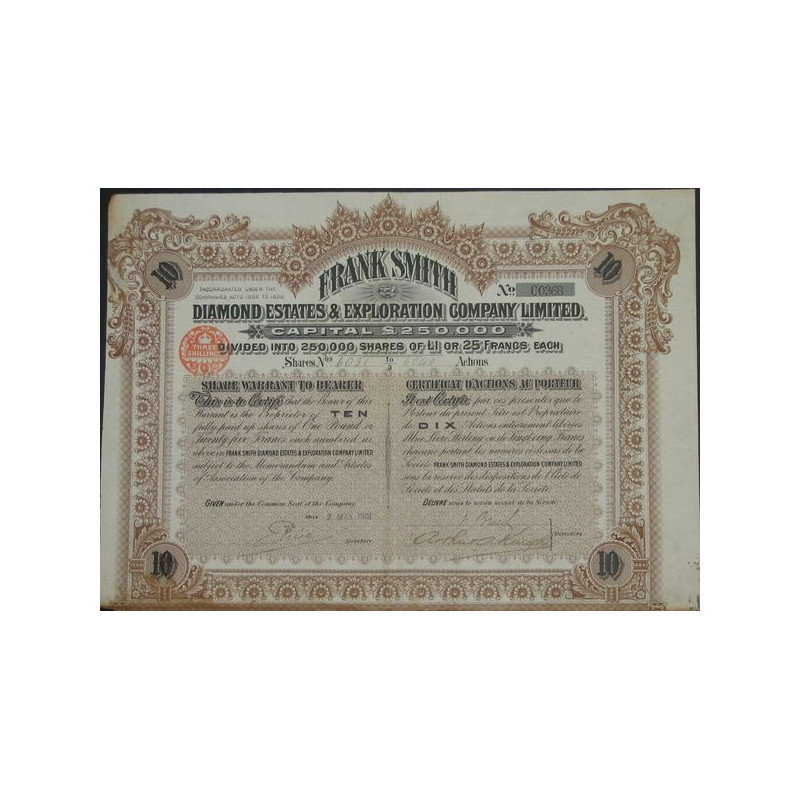 10
10
FRANK SMITH
INCORPORATED UNDER THE
COMPANIES ACTS 1862 TO
No. 00366
DIAMOND ESTATES & EXPLORATION COMPANY LIMITED.
CAPITAL £250,000
DIVIDED INTO 250,000 SHARES OF £1 OR 25 FRANCS, EACH
THREE
SHILLINGS
Shares, Nos 6031 to Actions
SHARE WARRANT TO BEARER
This is to Certify that the Bearer of this
Warrant is the Proprietor of TEN
fully paid up shares of One Pound or
twenty five Francs each numbered as
above in FRANK SMITH DIAMOND ESTATES & EXPLORATION COMPANY LIMITED
subject to the Memorandum and Articles
of Association of the Company.
GIVEN under the Common Seal of the Company,
this 2 MAY 1901
Secretary
CERTIFICAT D'ACTIONS AU PORTEUR
Il est Certifié par ces présentes que le
Porteur du présent titre est Propriétaire
de DIX Actions entièrement libérées
d'Une Livre Sterling ou de Vingt cinq Francs
chacune portant les numéros ci dessus de la
Société FRANK SMITH DIAMOND ESTATES & EXPLORATION COMPANY LIMITED
sous la réserve des dispositions de l'Acte de
Société et des Statuts de la Société.
DELIVRÉ sous le sceau social de la Société.
Directors
10
10